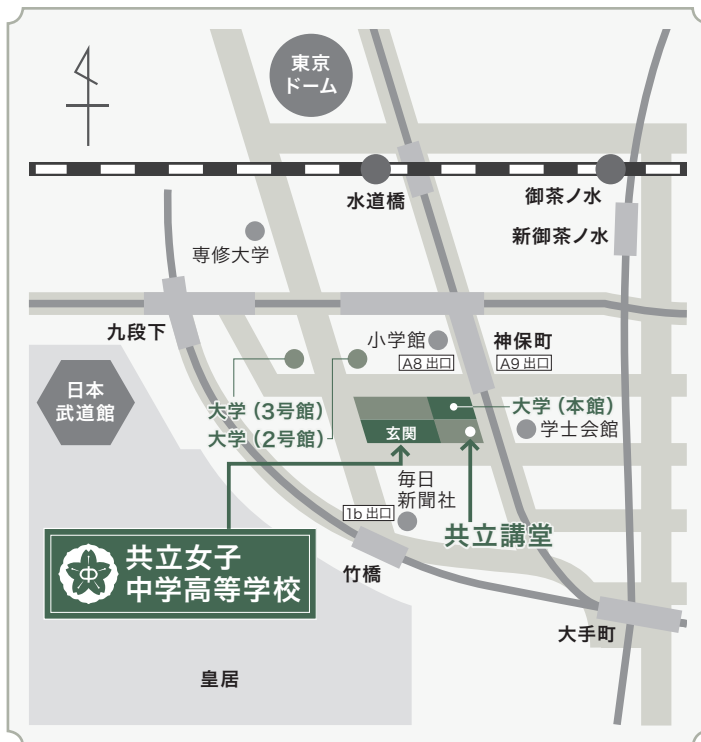 東京
ドーム
水道橋
御茶ノ水
新御茶ノ水
専修大学
九段下
小学館
神保町
A8 出口
A9 出口
日本
武道館
大学（3号館）
大学（本館）
大学（2号館）
玄関
学士会館
毎日
新聞社
1b 出口
共立講堂
中
共立女子
中学高等学校
竹橋
大手町
皇居